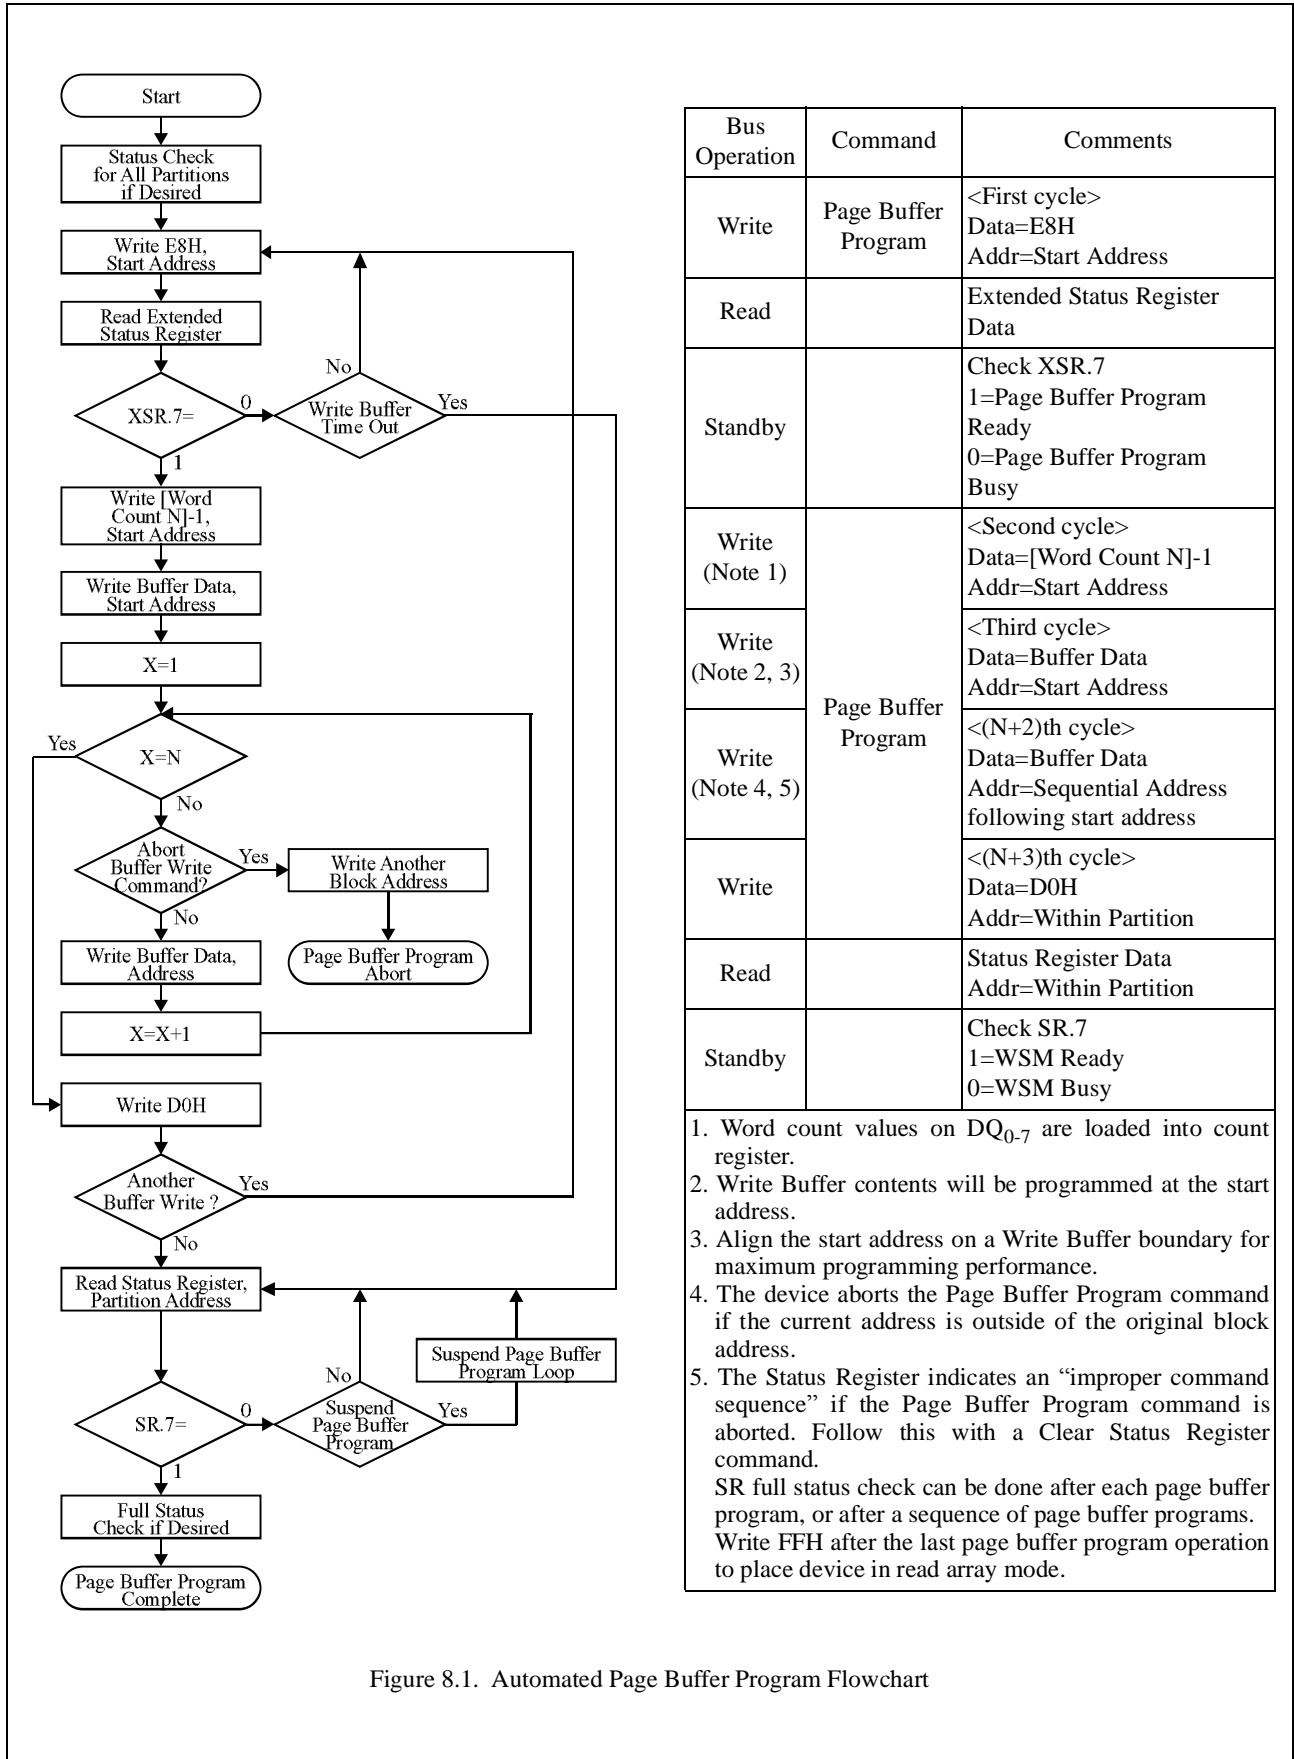 Start
Status Check
for All Partitions
if Desired
Write E8H,
Start Address
Read Extended
Status Register
XSR.7=
0
1
No
Write Buffer
Time Out
Yes
Write [Word
Count N]-1,
Start Address
Write Buffer Data,
Start Address
X=1
Yes
X=N
No
Abort
Buffer Write
Command?
Yes
Write Another
Block Address
Page Buffer Program
Abort
No
Write Buffer Data,
Address
X=X+1
Write D0H
Another
Buffer Write ?
Yes
No
Read Status Register,
Partition Address
SR.7=
0
1
No
Suspend
Page Buffer
Program
Yes
Suspend Page Buffer
Program Loop
Full Status
Check if Desired
Page Buffer Program
Complete
Bus
Operation
Command
Comments
Write
Page Buffer
Program
<First cycle>
Data=E8H
Addr=Start Address
Read
Extended Status Register
Data
Standby
Check XSR.7
1=Page Buffer Program
Ready
0=Page Buffer Program
Busy
Write
(Note 1)
Page Buffer
Program
<Second cycle>
Data=[Word Count N]-1
Addr=Start Address
Write
(Note 2, 3)
<Third cycle>
Data=Buffer Data
Addr=Start Address
Write
(Note 4, 5)
<(N+2)th cycle>
Data=Buffer Data
Addr=Sequential Address
following start address
Write
<(N+3)th cycle>
Data=D0H
Addr=Within Partition
Read
Status Register Data
Addr=Within Partition
Standby
Check SR.7
1=WSM Ready
0=WSM Busy
1. Word count values on DQ0-7 are loaded into count
register.
2. Write Buffer contents will be programmed at the start
address.
3. Align the start address on a Write Buffer boundary for
maximum programming performance.
4. The device aborts the Page Buffer Program command
if the current address is outside of the original block
address.
5. The Status Register indicates an “improper command
sequence” if the Page Buffer Program command is
aborted. Follow this with a Clear Status Register
command.
SR full status check can be done after each page buffer
program, or after a sequence of page buffer programs.
Write FFH after the last page buffer program operation
to place device in read array mode.
Figure 8.1. Automated Page Buffer Program Flowchart